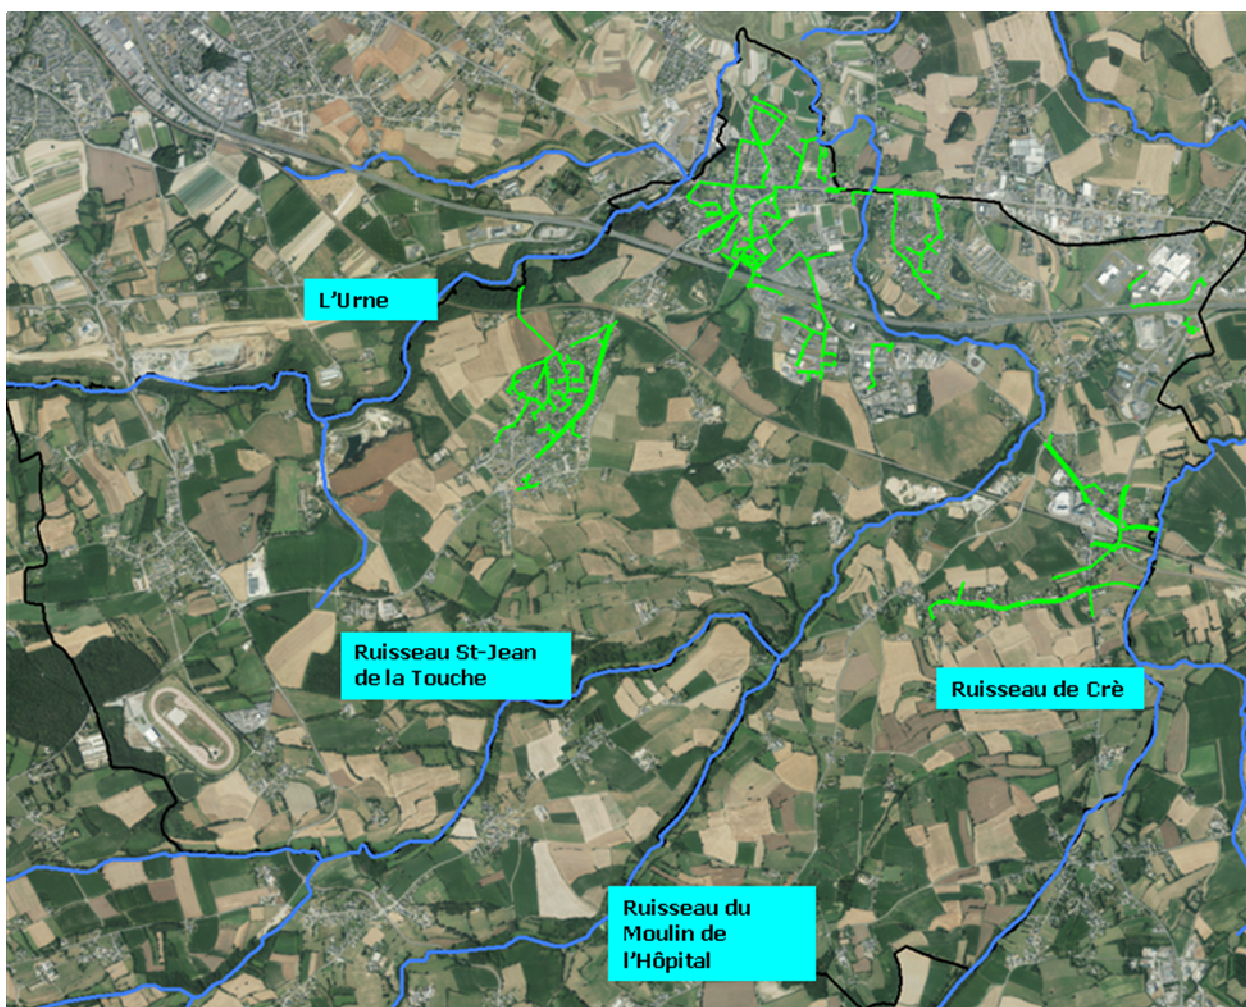 L'Urne
Ruisseau St-Jean
de la Touche
Ruisseau de Crè
Ruisseau du
Moulin de
l'Hôpital